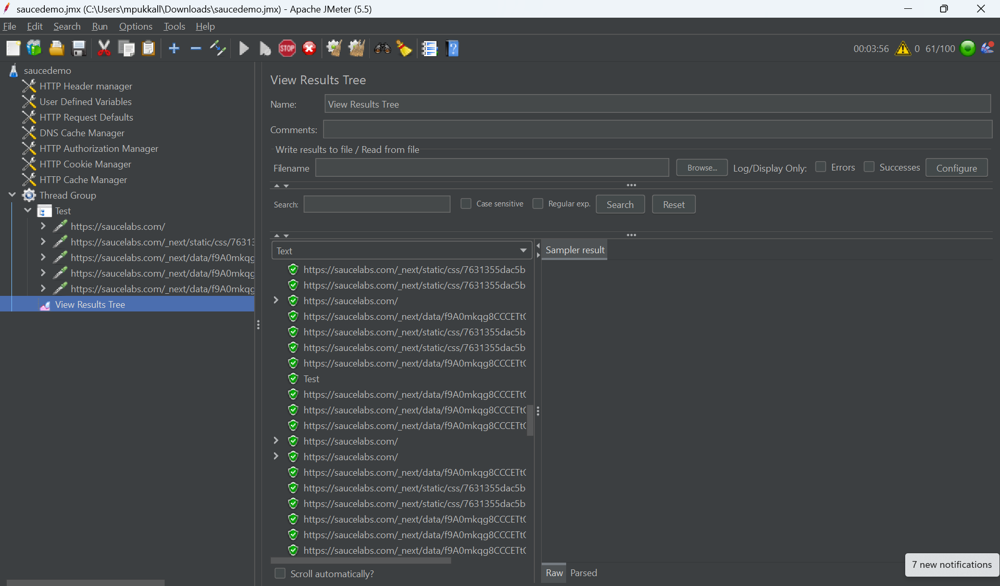 saucedemo.jmx (C:\Users\mpukkall\Downloads\saucedemo.jmx) - Apache JMeter (5.5)
File Edit Search Run Options Tools Help
STOP
00:03:56 0 61/100
saucedemo
HTTP Header manager
User Defined Variables
HTTP Request Defaults
DNS Cache Manager
HTTP Authorization Manager
HTTP Cookie Manager
HTTP Cache Manager
Thread Group
Test
https://saucelabs.com/
https://saucelabs.com/_next/static/css/7631:
https://saucelabs.com/_next/data/f9A0mkqg
https://saucelabs.com/_next/data/f9A0mkqg
https://saucelabs.com/_next/data/f9A0mkqg
View Results Tree
View Results Tree
Name: View Results Tree
Comments:
Write results to file / Read from file
Filename Browse... Log/Display Only: Errors Successes Configure
Search: Case sensitive Regular exp. Search Reset
Text
https://saucelabs.com/_next/static/css/7631355dac5b
https://saucelabs.com/_next/static/css/7631355dac5b
https://saucelabs.com/
https://saucelabs.com/_next/data/f9A0mkqg8CCCETt(
https://saucelabs.com/_next/static/css/7631355dac5b
https://saucelabs.com/_next/static/css/7631355dac5b
https://saucelabs.com/_next/data/f9A0mkqg8CCCETt(
Test
https://saucelabs.com/_next/data/f9A0mkqg8CCCETt(
https://saucelabs.com/_next/data/f9A0mkqg8CCCETt(
https://saucelabs.com/_next/data/f9A0mkqg8CCCETt(
https://saucelabs.com/
https://saucelabs.com/
https://saucelabs.com/_next/data/f9A0mkqg8CCCETt(
https://saucelabs.com/_next/static/css/7631355dac5b
https://saucelabs.com/_next/static/css/7631355dac5b
https://saucelabs.com/_next/data/f9A0mkqg8CCCETt(
https://saucelabs.com/_next/data/f9A0mkqg8CCCETt(
https://saucelabs.com/_next/data/f9A0mkqg8CCCETt(
Scroll automatically?
Sampler result
Raw Parsed
7 new notifications